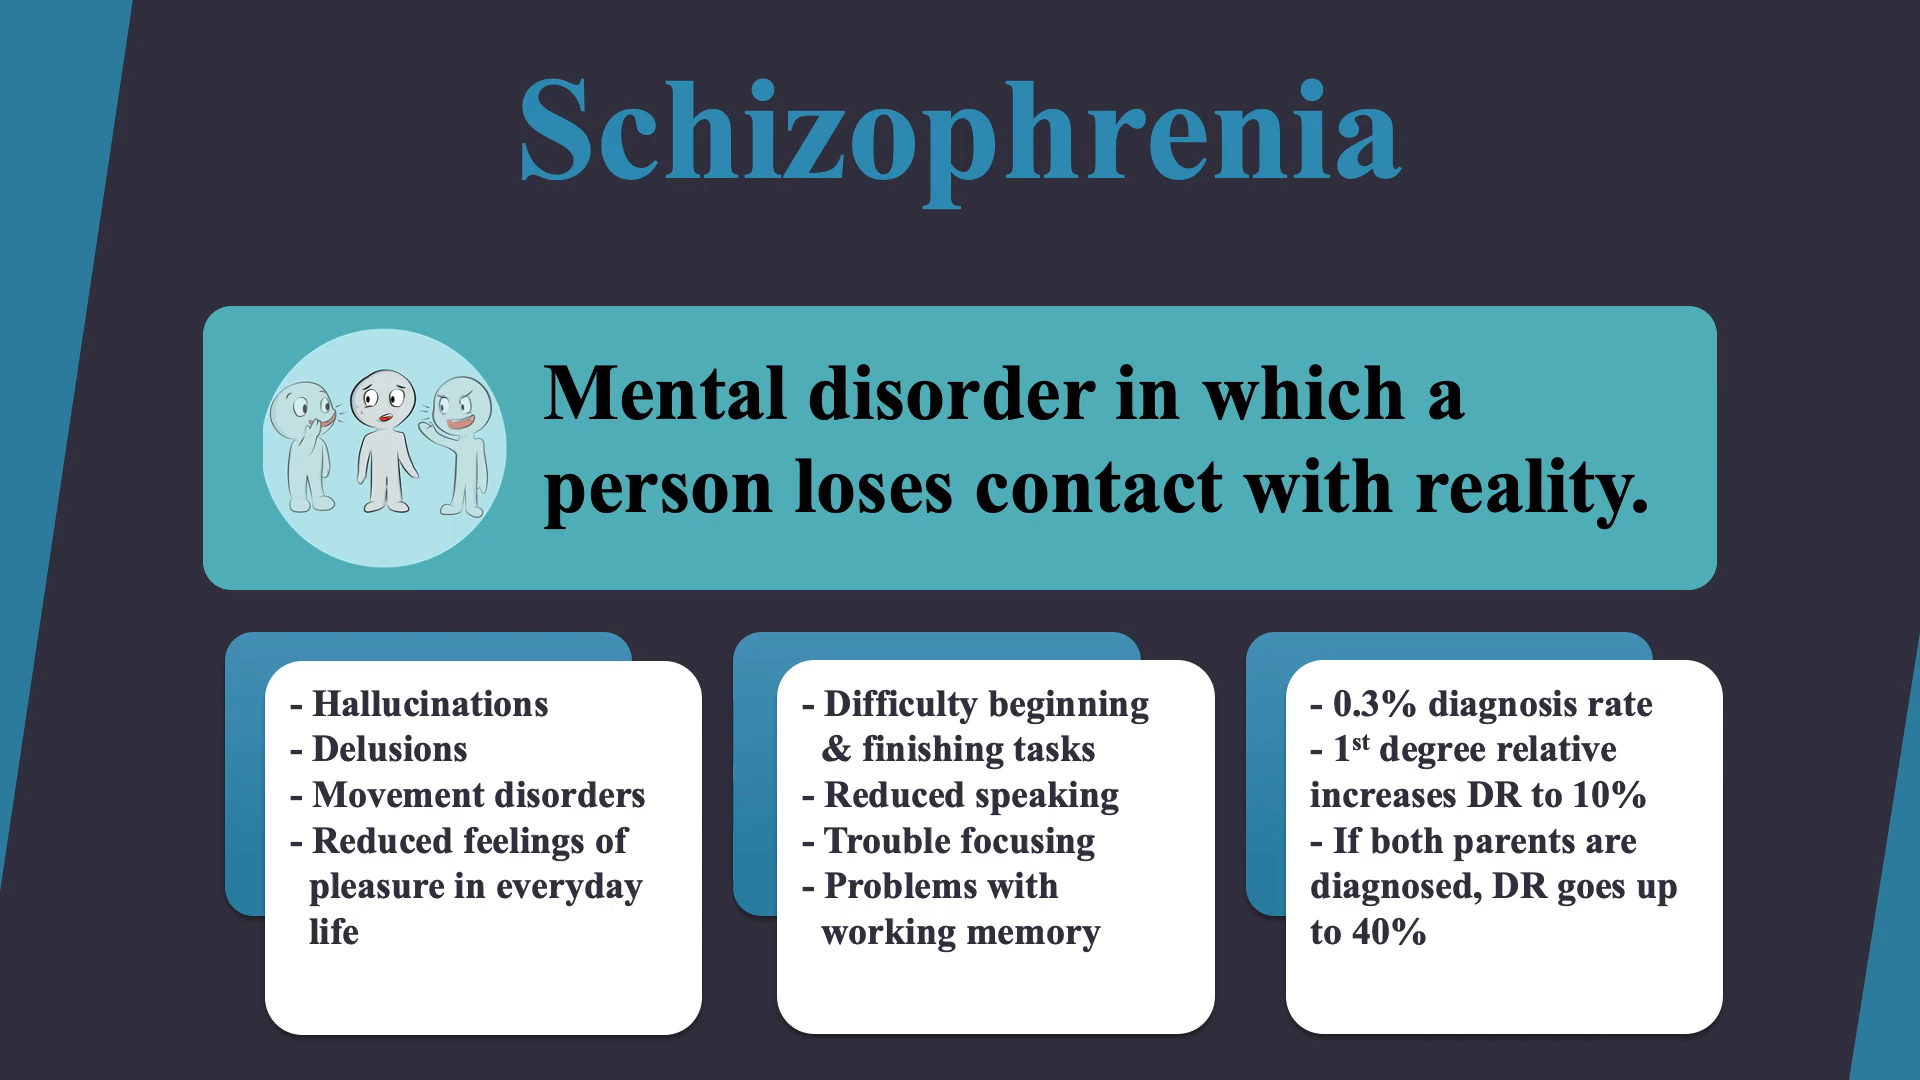 Schizophrenia
Mental disorder in which a
person loses contact with reality.
- Hallucinations
- Delusions
- Movement disorders
- Reduced feelings of
pleasure in everyday
life
- Difficulty beginning
& finishing tasks
- Reduced speaking
- Trouble focusing
- Problems with
working memory
- 0.3% diagnosis rate
- 1st degree relative
increases DR to 10%
- If both parents are
diagnosed, DR goes up
to 40%